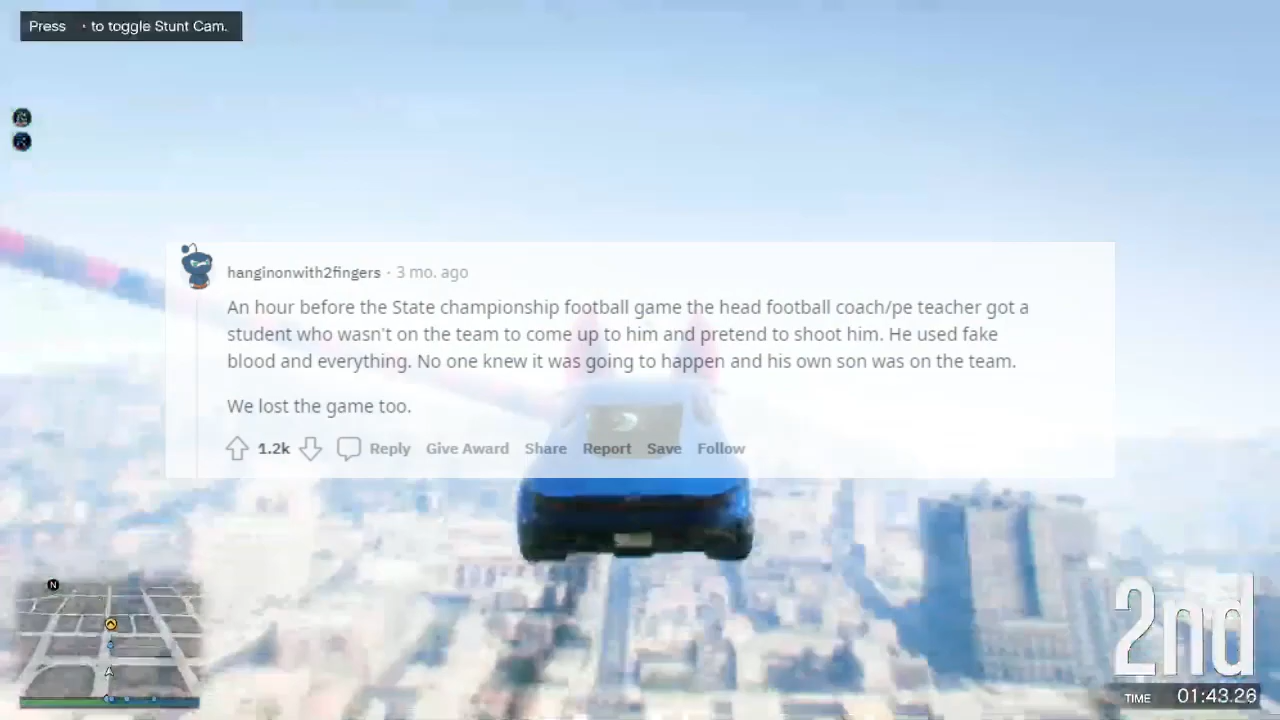 Press to toggle Stunt Cam.
hanginonwith2fingers · 3 mo. ago
An hour before the State championship football game the head football coach/pe teacher got a
student who wasn't on the team to come up to him and pretend to shoot him. He used fake
blood and everything. No one knew it was going to happen and his own son was on the team.
We lost the game too.
1.2k Reply Give Award Share Report Save Follow
N
2nd
TIME 01:43.26